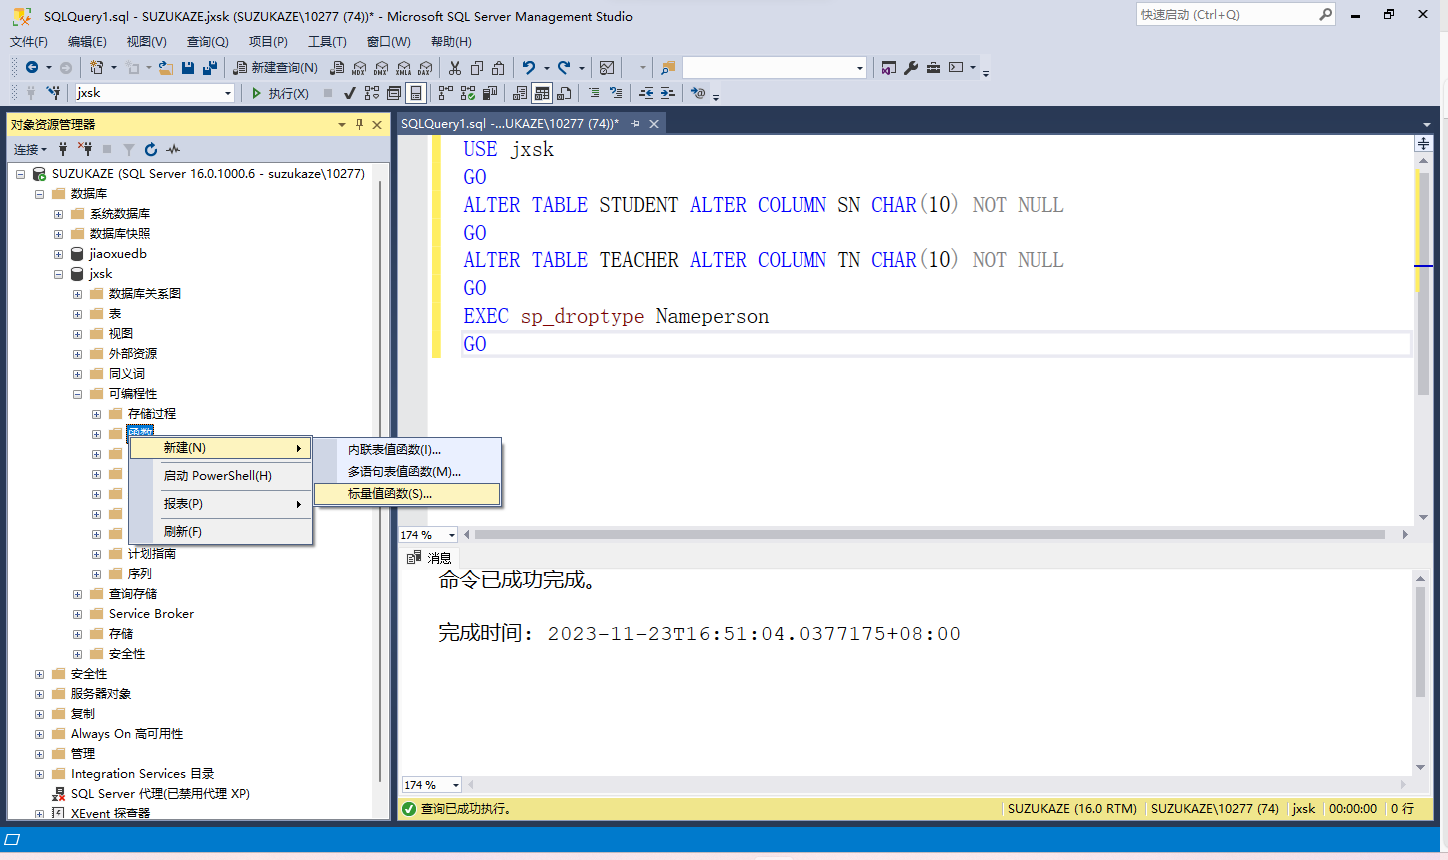 SQLQuery1.sql - SUZUKAZE.jxsk (SUZUKAZE\10277 (74))* - Microsoft SQL Server Management Studio
快速启动 (Ctrl+Q)
文件(F) 编辑(E) 视图(V) 查询(Q) 项目(P) 工具(T) 窗口(W) 帮助(H)
新建查询(N) MDX DMX XMLA DAX
jxsk 执行(X)
对象资源管理器
连接
SUZUKAZE (SQL Server 16.0.1000.6 - suzukaze\10277)
数据库
系统数据库
数据库快照
jiaoxuedb
jxsk
数据库关系图
表
视图
外部资源
同义词
可编程性
存储过程
函数
新建(N)
启动 PowerShell(H)
报表(P)
刷新(F)
内联表值函数(I)...
多语句表值函数(M)...
标量值函数(S)...
计划指南
序列
查询存储
Service Broker
存储
安全性
安全性
服务器对象
复制
Always On 高可用性
管理
Integration Services 目录
SQL Server 代理(已禁用代理 XP)
XEvent 探查器
SQLQuery1.sql -...UKAZE\10277 (74))*
USE jxsk
GO
ALTER TABLE STUDENT ALTER COLUMN SN CHAR(10) NOT NULL
GO
ALTER TABLE TEACHER ALTER COLUMN TN CHAR(10) NOT NULL
GO
EXEC sp_droptype Nameperson
GO
174 %
消息
命令已成功完成。
完成时间: 2023-11-23T16:51:04.0377175+08:00
174 %
查询已成功执行。 SUZUKAZE (16.0 RTM) SUZUKAZE\10277 (74) jxsk 00:00:00 0 行